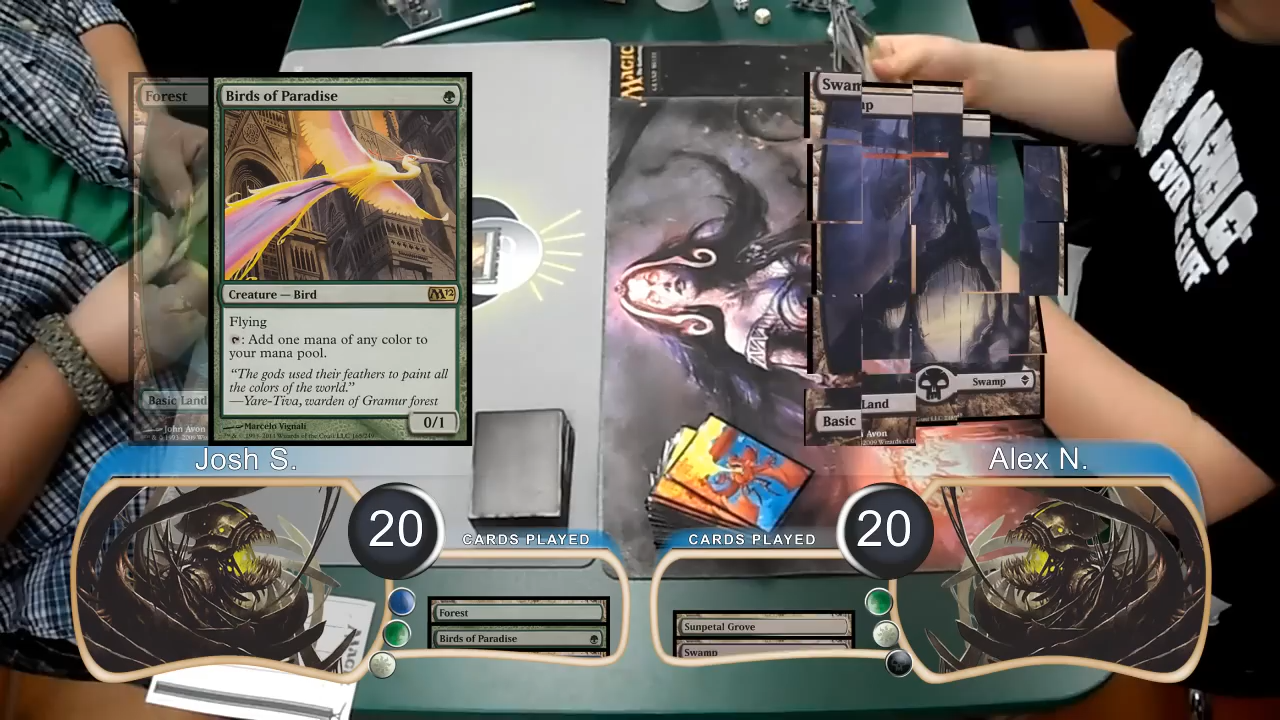 Forest
Basic Land
Birds of Paradise
Creature — Bird
M12
Flying
: Add one mana of any color to
your mana pool.
"The gods used their feathers to paint all
the colors of the world."
—Yare-Tiva, warden of Gramur forest
Marcelo Vignali
0/1
MAGIC
Swam
p
Basic
Land
Swamp
Josh S.
Alex N.
20
20
CARDS PLAYED
CARDS PLAYED
Forest
Birds of Paradise
Sunpetal Grove
Swamp